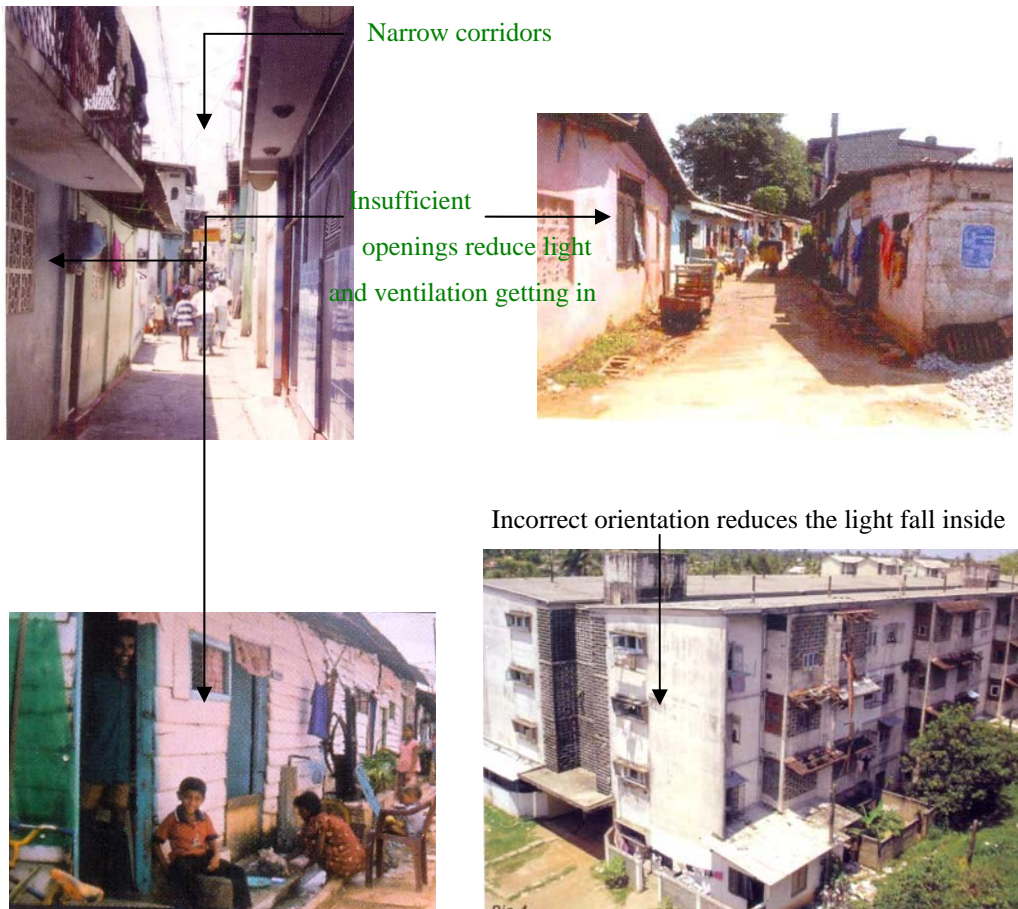 Narrow corridors
Insufficient
openings reduce light
and ventilation getting in
Incorrect orientation reduces the light fall inside